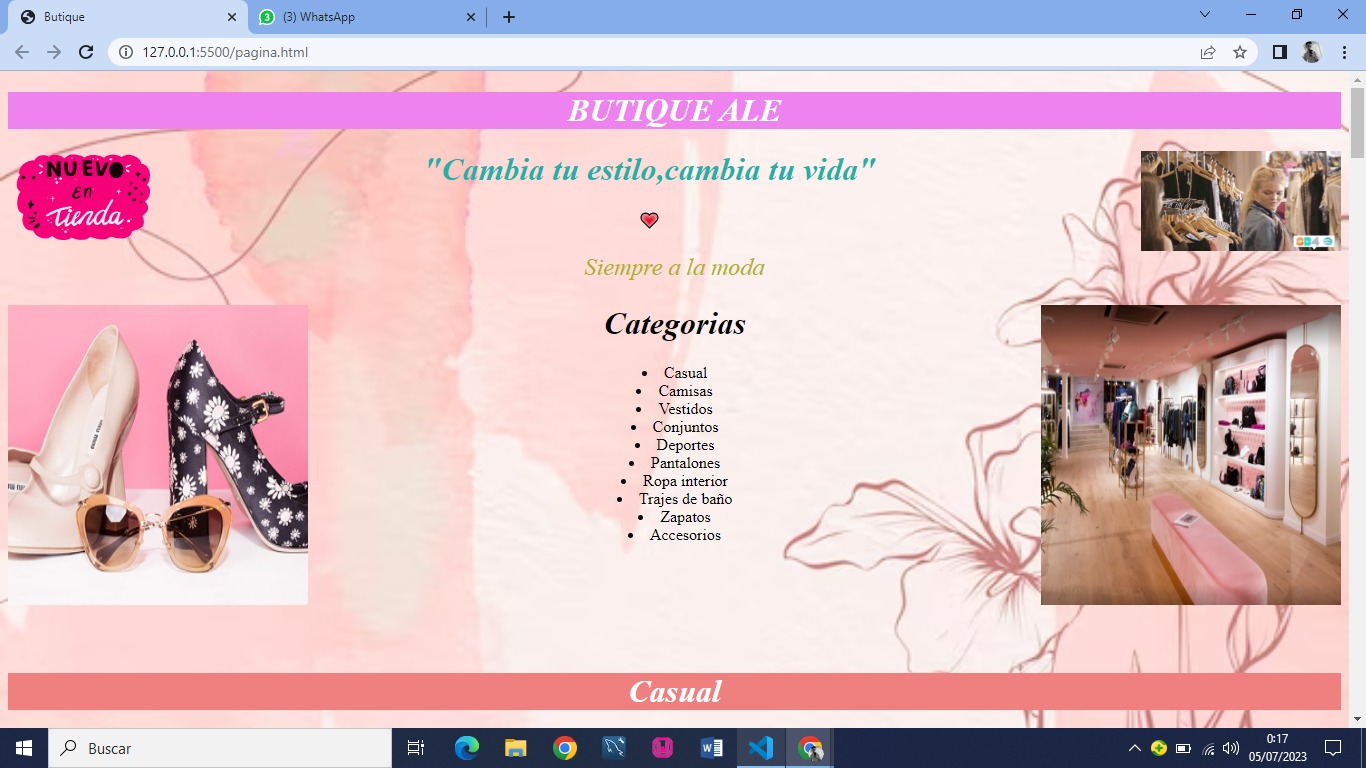 Butique
(3) WhatsApp
127.0.0.1:5500/pagina.html
BUTIQUE ALE
NUEVO
en
Tienda
"Cambia tu estilo,cambia tu vida"
Siempre a la moda
Categorias
• Casual
• Camisas
• Vestidos
• Conjuntos
• Deportes
• Pantalones
• Ropa interior
• Trajes de baño
• Zapatos
• Accesorios
Casual
Buscar
0:17
05/07/2023